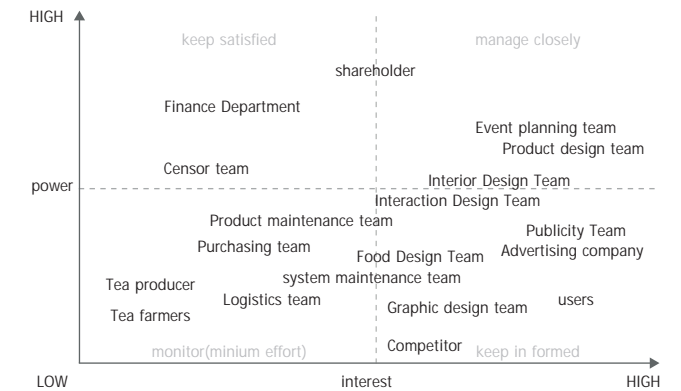 HIGH
keep satisfied
manage closely
shareholder
Finance Department
Event planning team
Product design team
Censor team
Interior Design Team
power
Interaction Design Team
Product maintenance team
Publicity Team
Purchasing team
Advertising company
Food Design Team
system maintenance team
Tea producer
Logistics team
users
Graphic design team
Tea farmers
Competitor
monitor(minium effort)
keep in formed
LOW
interest
HIGH